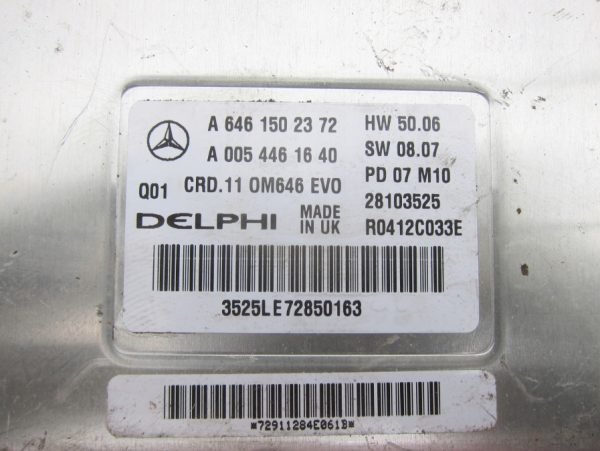 A 646 150 23 72 HW 50.06
A 005 446 16 40 SW 08.07
Q01 CRD.11 OM646 EVO PD 07 M10
DELPHI MADE IN UK 28103525
R0412C033E
3525LE72850163
*72911284E061B*